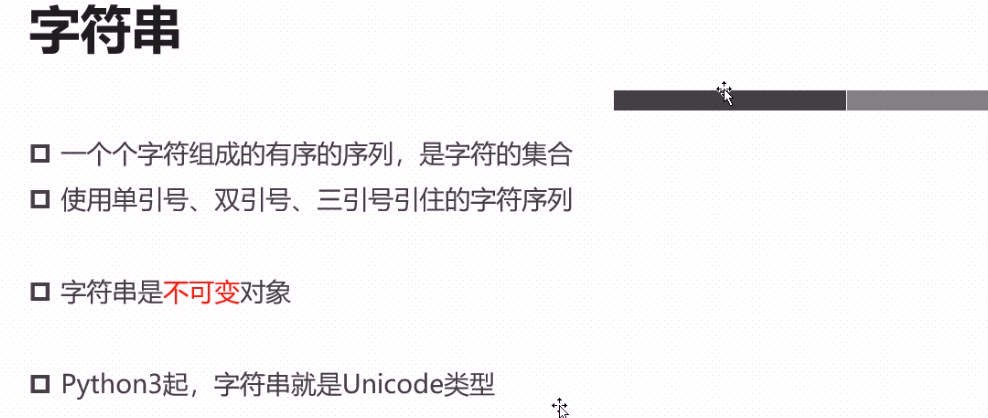 字符串
一个个字符组成的有序的序列，是字符的集合
使用单引号、双引号、三引号引住的字符序列
字符串是不可变对象
Python3起，字符串就是Unicode类型